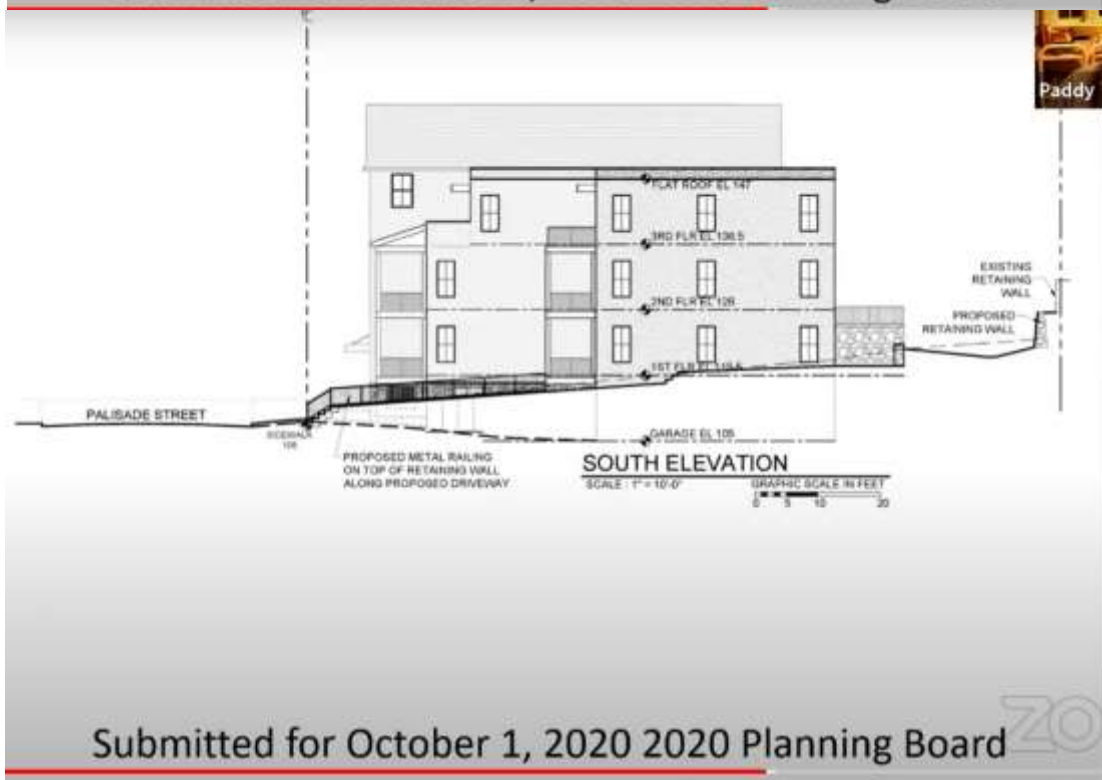 Paddy
FLAT ROOF EL 147
3RD FLR EL 136.5
EXISTING
RETAINING
WALL
2ND FLR EL 126
PROPOSED
RETAINING WALL
1ST FLR EL 115.5
PALISADE STREET
SIDEWALK
GARAGE EL 105
PROPOSED METAL RAILING
ON TOP OF RETAINING WALL
ALONG PROPOSED DRIVEWAY
SOUTH ELEVATION
SCALE : 1" = 10'-0"
GRAPHIC SCALE IN FEET
0 5 10 20
ZO
Submitted for October 1, 2020 2020 Planning Board